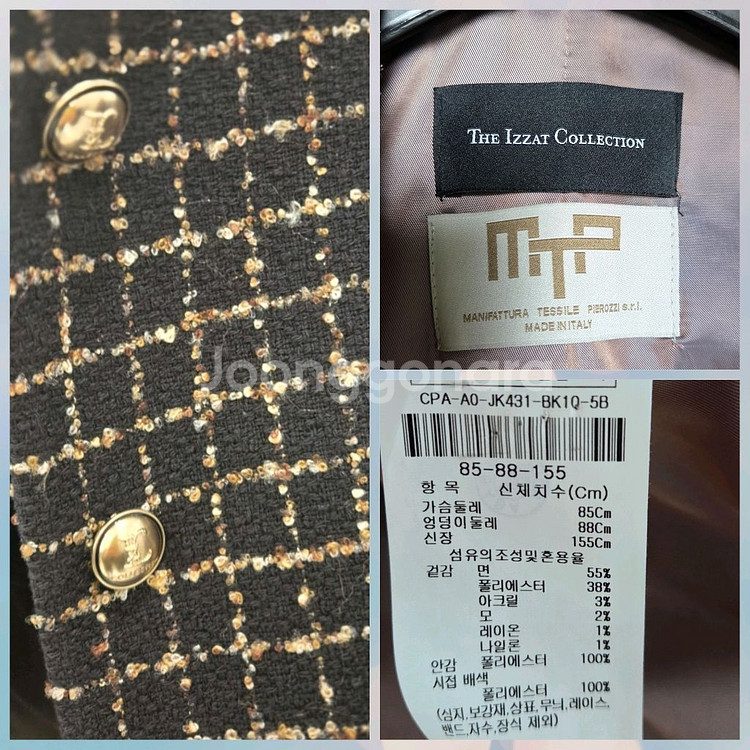 THE IZZAT COLLECTION
MTP
MANIFATTURA TESSILE PIEROZZI s.r.l.
MADE IN ITALY
Joonggonara
CPA-A0-JK431-BK10-5B
85-88-155
항 목 신체치수(Cm)
가슴둘레 85Cm
엉덩이둘레 88Cm
신장 155Cm
섬유의조성및혼용율
겉감 면 55%
폴리에스터 38%
아크릴 3%
모 2%
레이온 1%
나일론 1%
안감 폴리에스터 100%
시접 배색
폴리에스터 100%
(심지,보강재,상표,무늬,레이스,
밴드,자수,장식 제외)